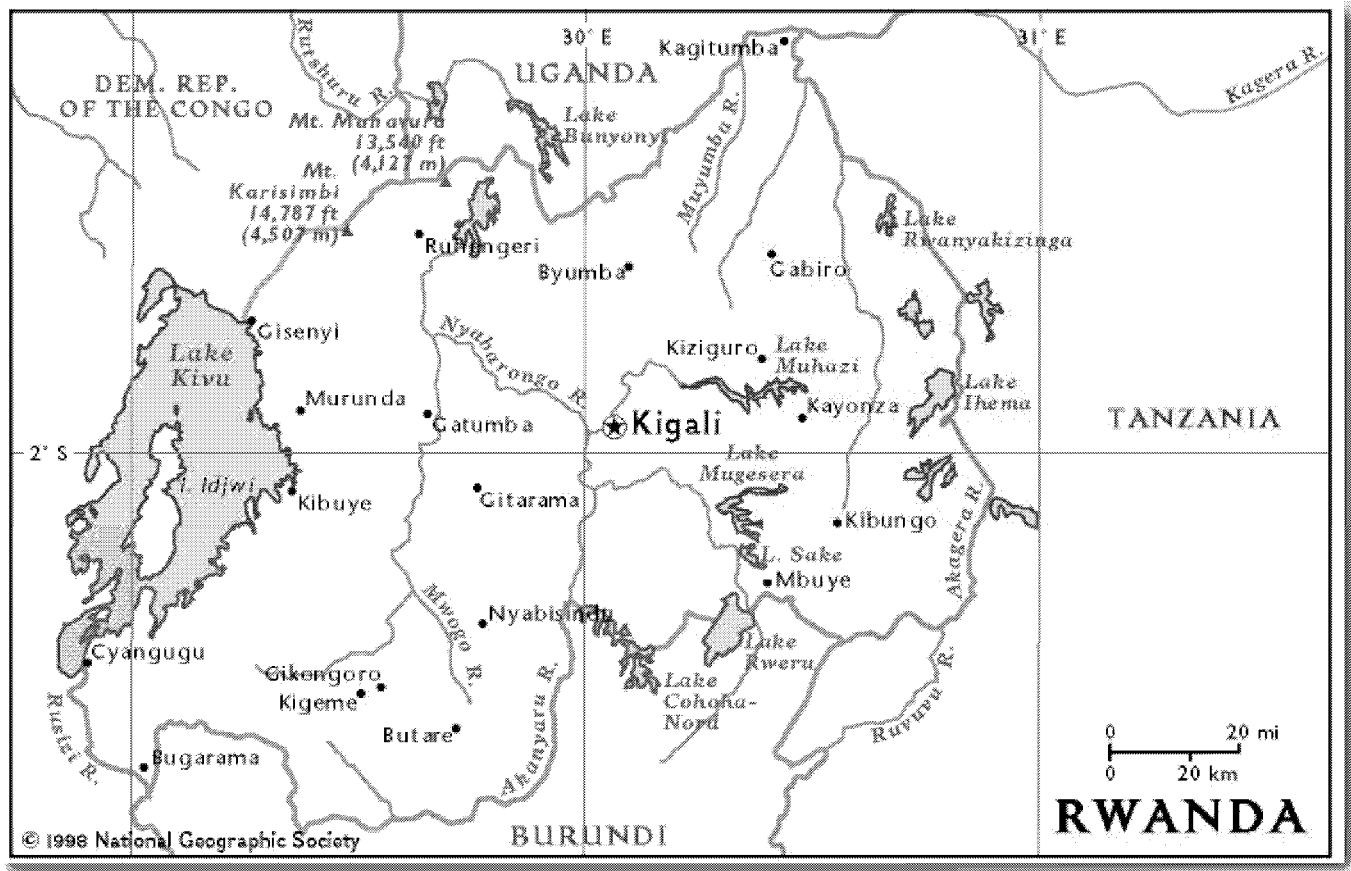 30° E
31° E
Kagitumba
UGANDA
DEM. REP.
OF THE CONGO
Rutshuru R.
Kagera R.
Mt. Muhavura
13,540 ft
(4,127 m)
Lake
Bunyonyi
Muyumba R.
Mt.
Karisimbi
14,787 ft
(4,507 m)
Lake
Rwanyakizinga
Ruhengeri
Byumba
Gabiro
Gisenyi
Nyabarongo R.
Lake
Kivu
Kiziguro
Lake
Muhazi
Lake
Ihema
Murunda
Gatumba
Kigali
Kayonza
TANZANIA
2° S
Lake
Mugesera
I. Idjwi
Kibuye
Gitarama
Kibungo
Akagera R.
L. Sake
Mbuye
Mwogo R.
Nyabisindu
Cyangugu
Lake
Rweru
Gikongoro
Kigeme
Lake
Cohoha-
Nord
Ruvuvu R.
Rusizi R.
Butare
Akanyaru R.
Bugarama
0 20 mi
0 20 km
RWANDA
BURUNDI
© 1998 National Geographic Society